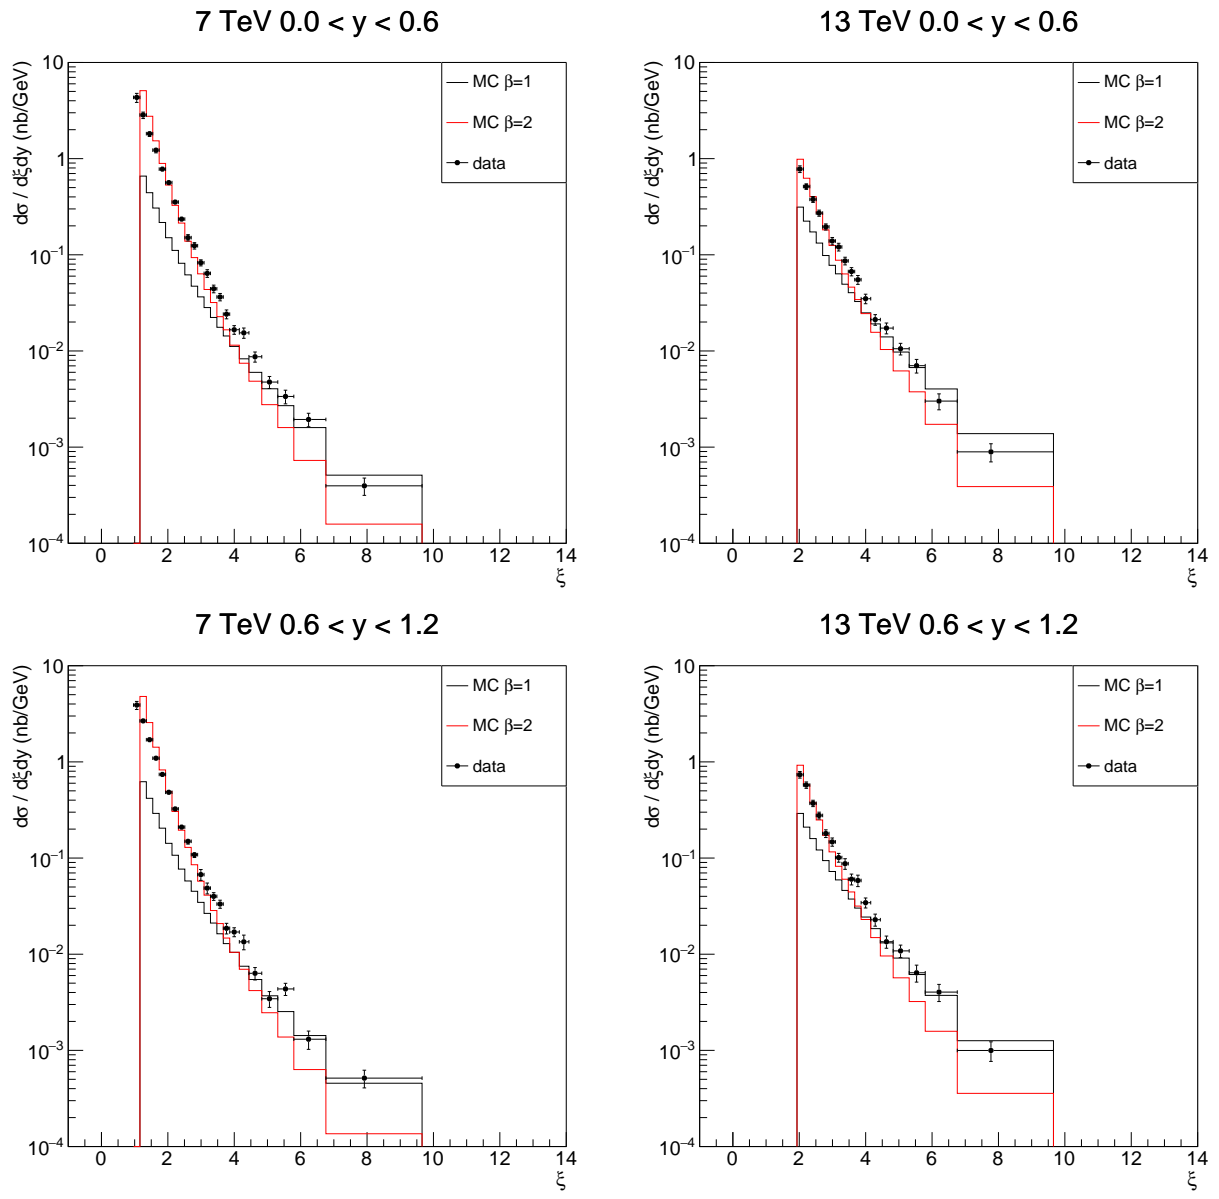 7 TeV 0.0 < y < 0.6
dσ / dξdy (nb/GeV)
10
1
10⁻¹
10⁻²
10⁻³
10⁻⁴
MC β=1
MC β=2
data
0 2 4 6 8 10 12 14
ξ
13 TeV 0.0 < y < 0.6
dσ / dξdy (nb/GeV)
10
1
10⁻¹
10⁻²
10⁻³
10⁻⁴
MC β=1
MC β=2
data
0 2 4 6 8 10 12 14
ξ
7 TeV 0.6 < y < 1.2
dσ / dξdy (nb/GeV)
10
1
10⁻¹
10⁻²
10⁻³
10⁻⁴
MC β=1
MC β=2
data
0 2 4 6 8 10 12 14
ξ
13 TeV 0.6 < y < 1.2
dσ / dξdy (nb/GeV)
10
1
10⁻¹
10⁻²
10⁻³
10⁻⁴
MC β=1
MC β=2
data
0 2 4 6 8 10 12 14
ξ